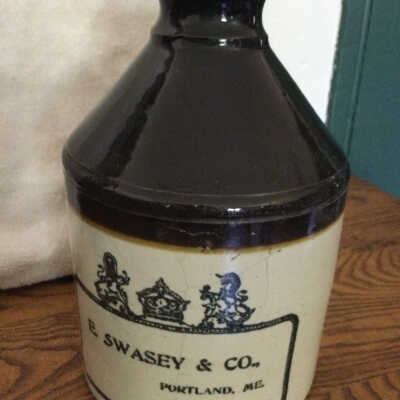 E. SWASEY & CO.,
PORTLAND, ME.